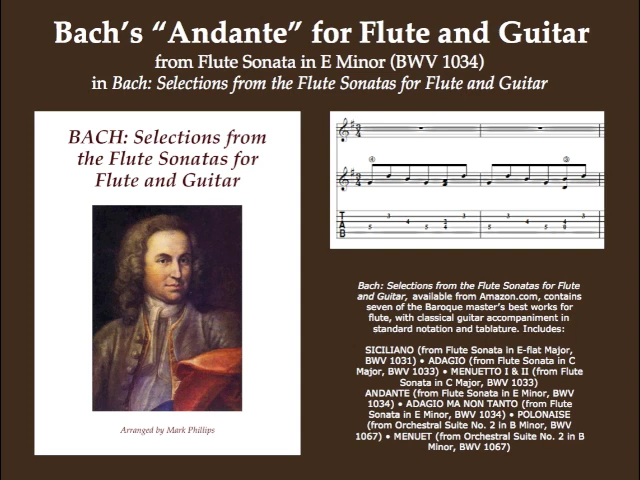 Bach's "Andante" for Flute and Guitar
from Flute Sonata in E Minor (BWV 1034)
in Bach: Selections from the Flute Sonatas for Flute and Guitar
BACH: Selections from
the Flute Sonatas for
Flute and Guitar
Arranged by Mark Phillips
Bach: Selections from the Flute Sonatas for Flute
and Guitar, available from Amazon.com, contains
seven of the Baroque master's best works for
flute, with classical guitar accompaniment in
standard notation and tablature. Includes:
SICILIANO (from Flute Sonata in E-flat Major,
BWV 1031) • ADAGIO (from Flute Sonata in C
Major, BWV 1033) • MENUETTO I & II (from Flute
Sonata in C Major, BWV 1033)
ANDANTE (from Flute Sonata in E Minor, BWV
1034) • ADAGIO MA NON TANTO (from Flute
Sonata in E Minor, BWV 1034) • POLONAISE
(from Orchestral Suite No. 2 in B Minor, BWV
1067) • MENUET (from Orchestral Suite No. 2 in B
Minor, BWV 1067)